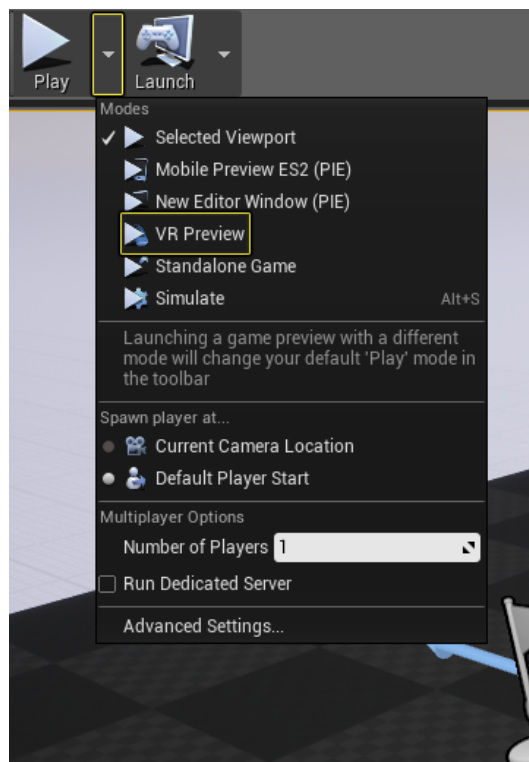 Play
Launch
Modes
Selected Viewport
Mobile Preview ES2 (PIE)
New Editor Window (PIE)
VR Preview
Standalone Game
Simulate Alt+S
Launching a game preview with a different
mode will change your default 'Play' mode in
the toolbar
Spawn player at...
Current Camera Location
Default Player Start
Multiplayer Options
Number of Players 1
Run Dedicated Server
Advanced Settings...